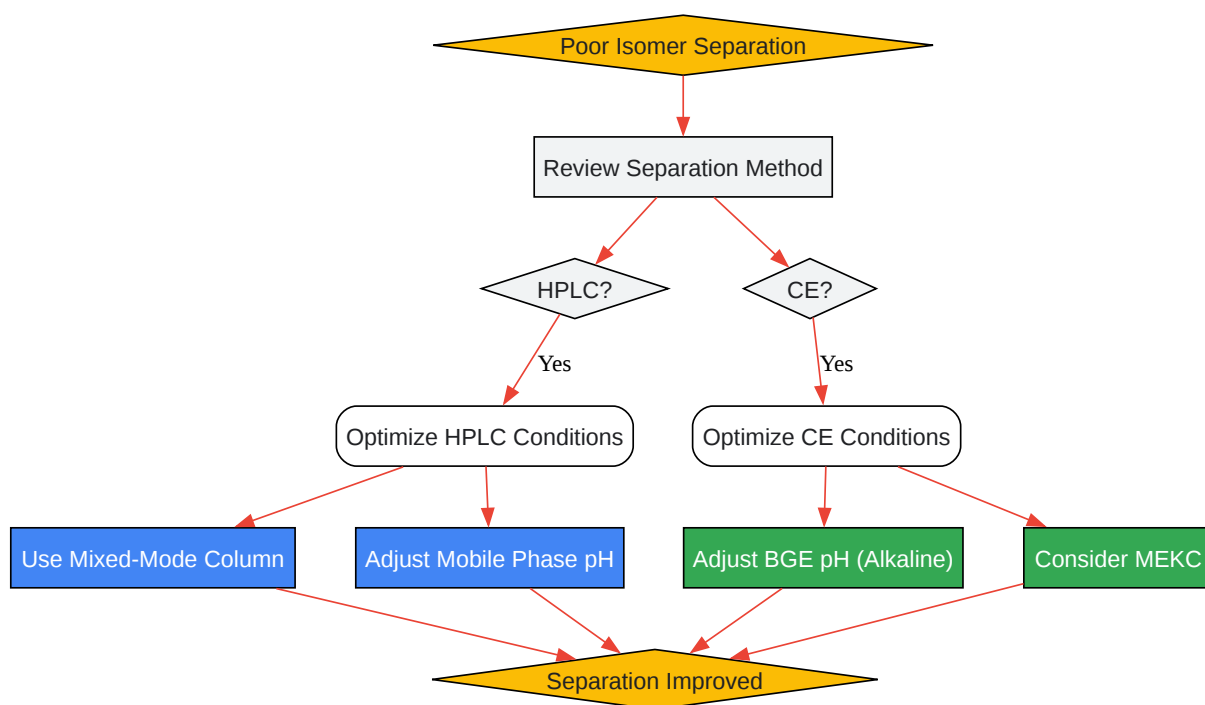 Poor Isomer Separation
Review Separation Method
HPLC?
CE?
Yes
Yes
Optimize HPLC Conditions
Optimize CE Conditions
Use Mixed-Mode Column
Adjust Mobile Phase pH
Adjust BGE pH (Alkaline)
Consider MEKC
Separation Improved